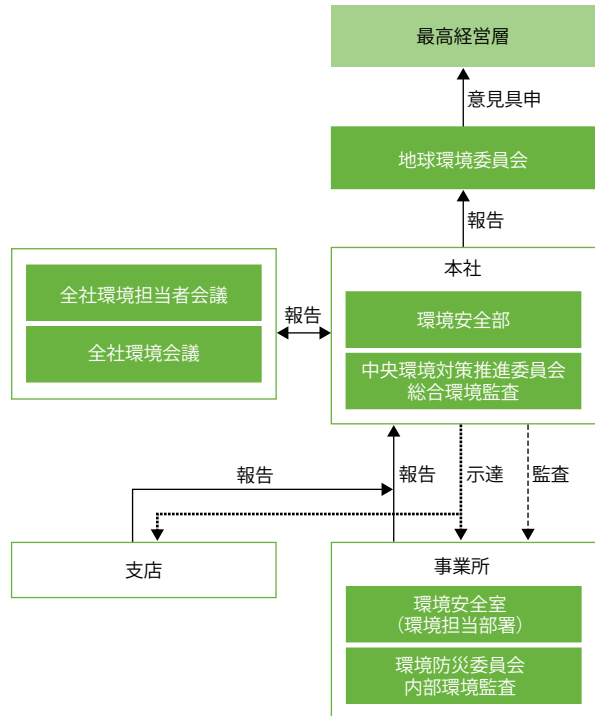 最高経営層
意見具申
地球環境委員会
報告
本社
全社環境担当者会議
報告
環境安全部
全社環境会議
中央環境対策推進委員会
総合環境監査
報告
報告
示達
監査
支店
事業所
環境安全室
（環境担当部署）
環境防災委員会
内部環境監査